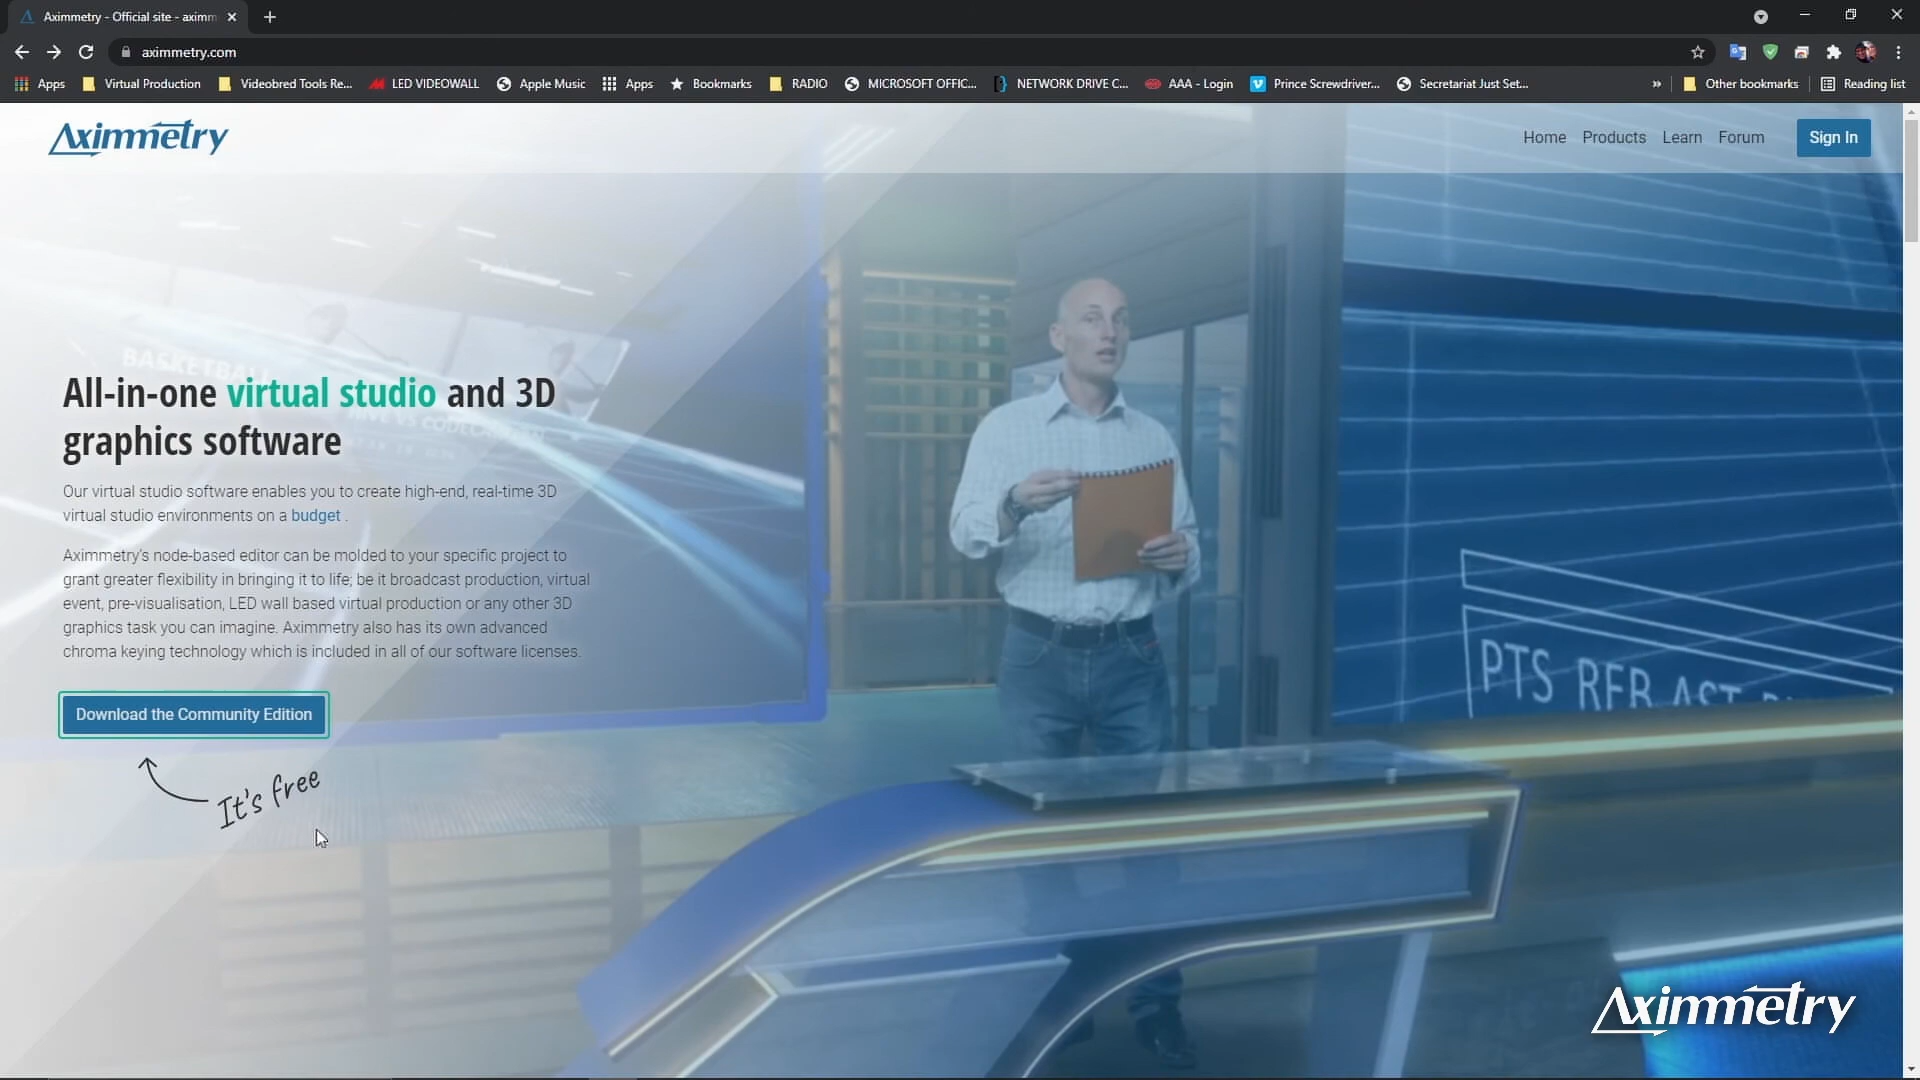 Aximmetry - Official site - aximm
aximmetry.com
Apps
Virtual Production
Videobred Tools Re...
LED VIDEOWALL
Apple Music
Apps
Bookmarks
RADIO
MICROSOFT OFFIC...
NETWORK DRIVE C...
AAA - Login
Prince Screwdriver...
Secretariat Just Set...
»
Other bookmarks
Reading list
Aximmetry
Home
Products
Learn
Forum
Sign In
BASKETBALL
All-in-one virtual studio and 3D
graphics software
Our virtual studio software enables you to create high-end, real-time 3D
virtual studio environments on a budget .
Aximmetry's node-based editor can be molded to your specific project to
grant greater flexibility in bringing it to life; be it broadcast production, virtual
event, pre-visualisation, LED wall based virtual production or any other 3D
graphics task you can imagine. Aximmetry also has its own advanced
chroma keying technology which is included in all of our software licenses.
Download the Community Edition
It's free
PTS REB AST
Aximmetry